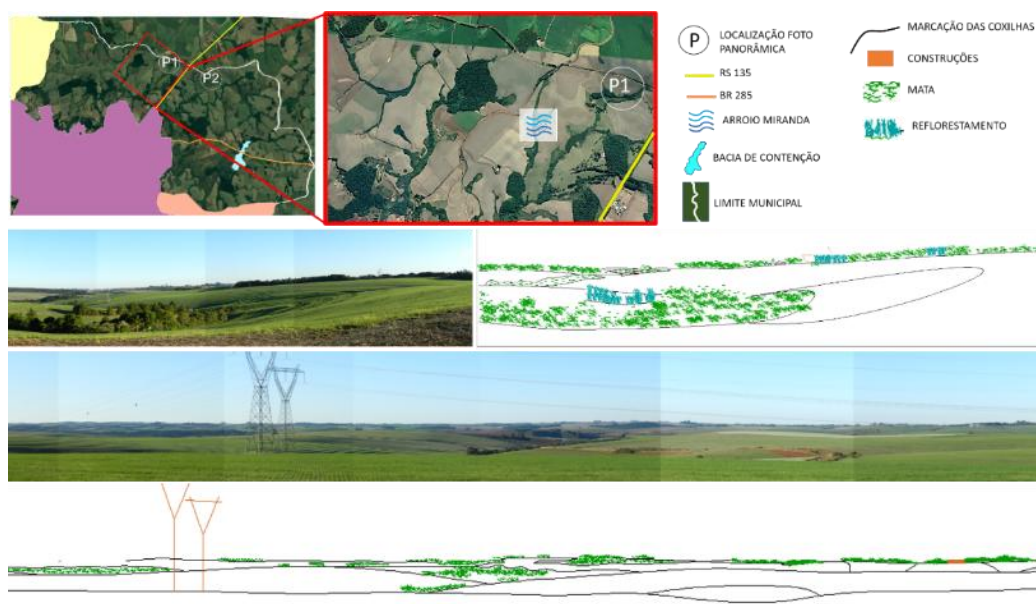 P1
P2
P1
P
LOCALIZAÇÃO FOTO
PANORÂMICA
RS 135
BR 285
ARROIO MIRANDA
BACIA DE CONTENÇÃO
LIMITE MUNICIPAL
MARCAÇÃO DAS COXILHAS
CONSTRUÇÕES
MATA
REFLORESTAMENTO